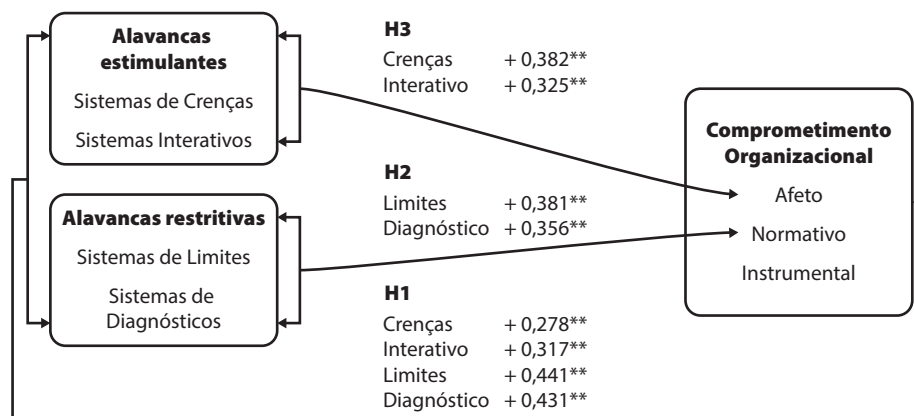 Alavancas
estimulantes
Sistemas de Crenças
Sistemas Interativos
Alavancas restritivas
Sistemas de Limites
Sistemas de
Diagnósticos
H3
Crenças + 0,382**
Interativo + 0,325**
H2
Limites + 0,381**
Diagnóstico + 0,356**
H1
Crenças + 0,278**
Interativo + 0,317**
Limites + 0,441**
Diagnóstico + 0,431**
Comprometimento
Organizacional
Afeto
Normativo
Instrumental